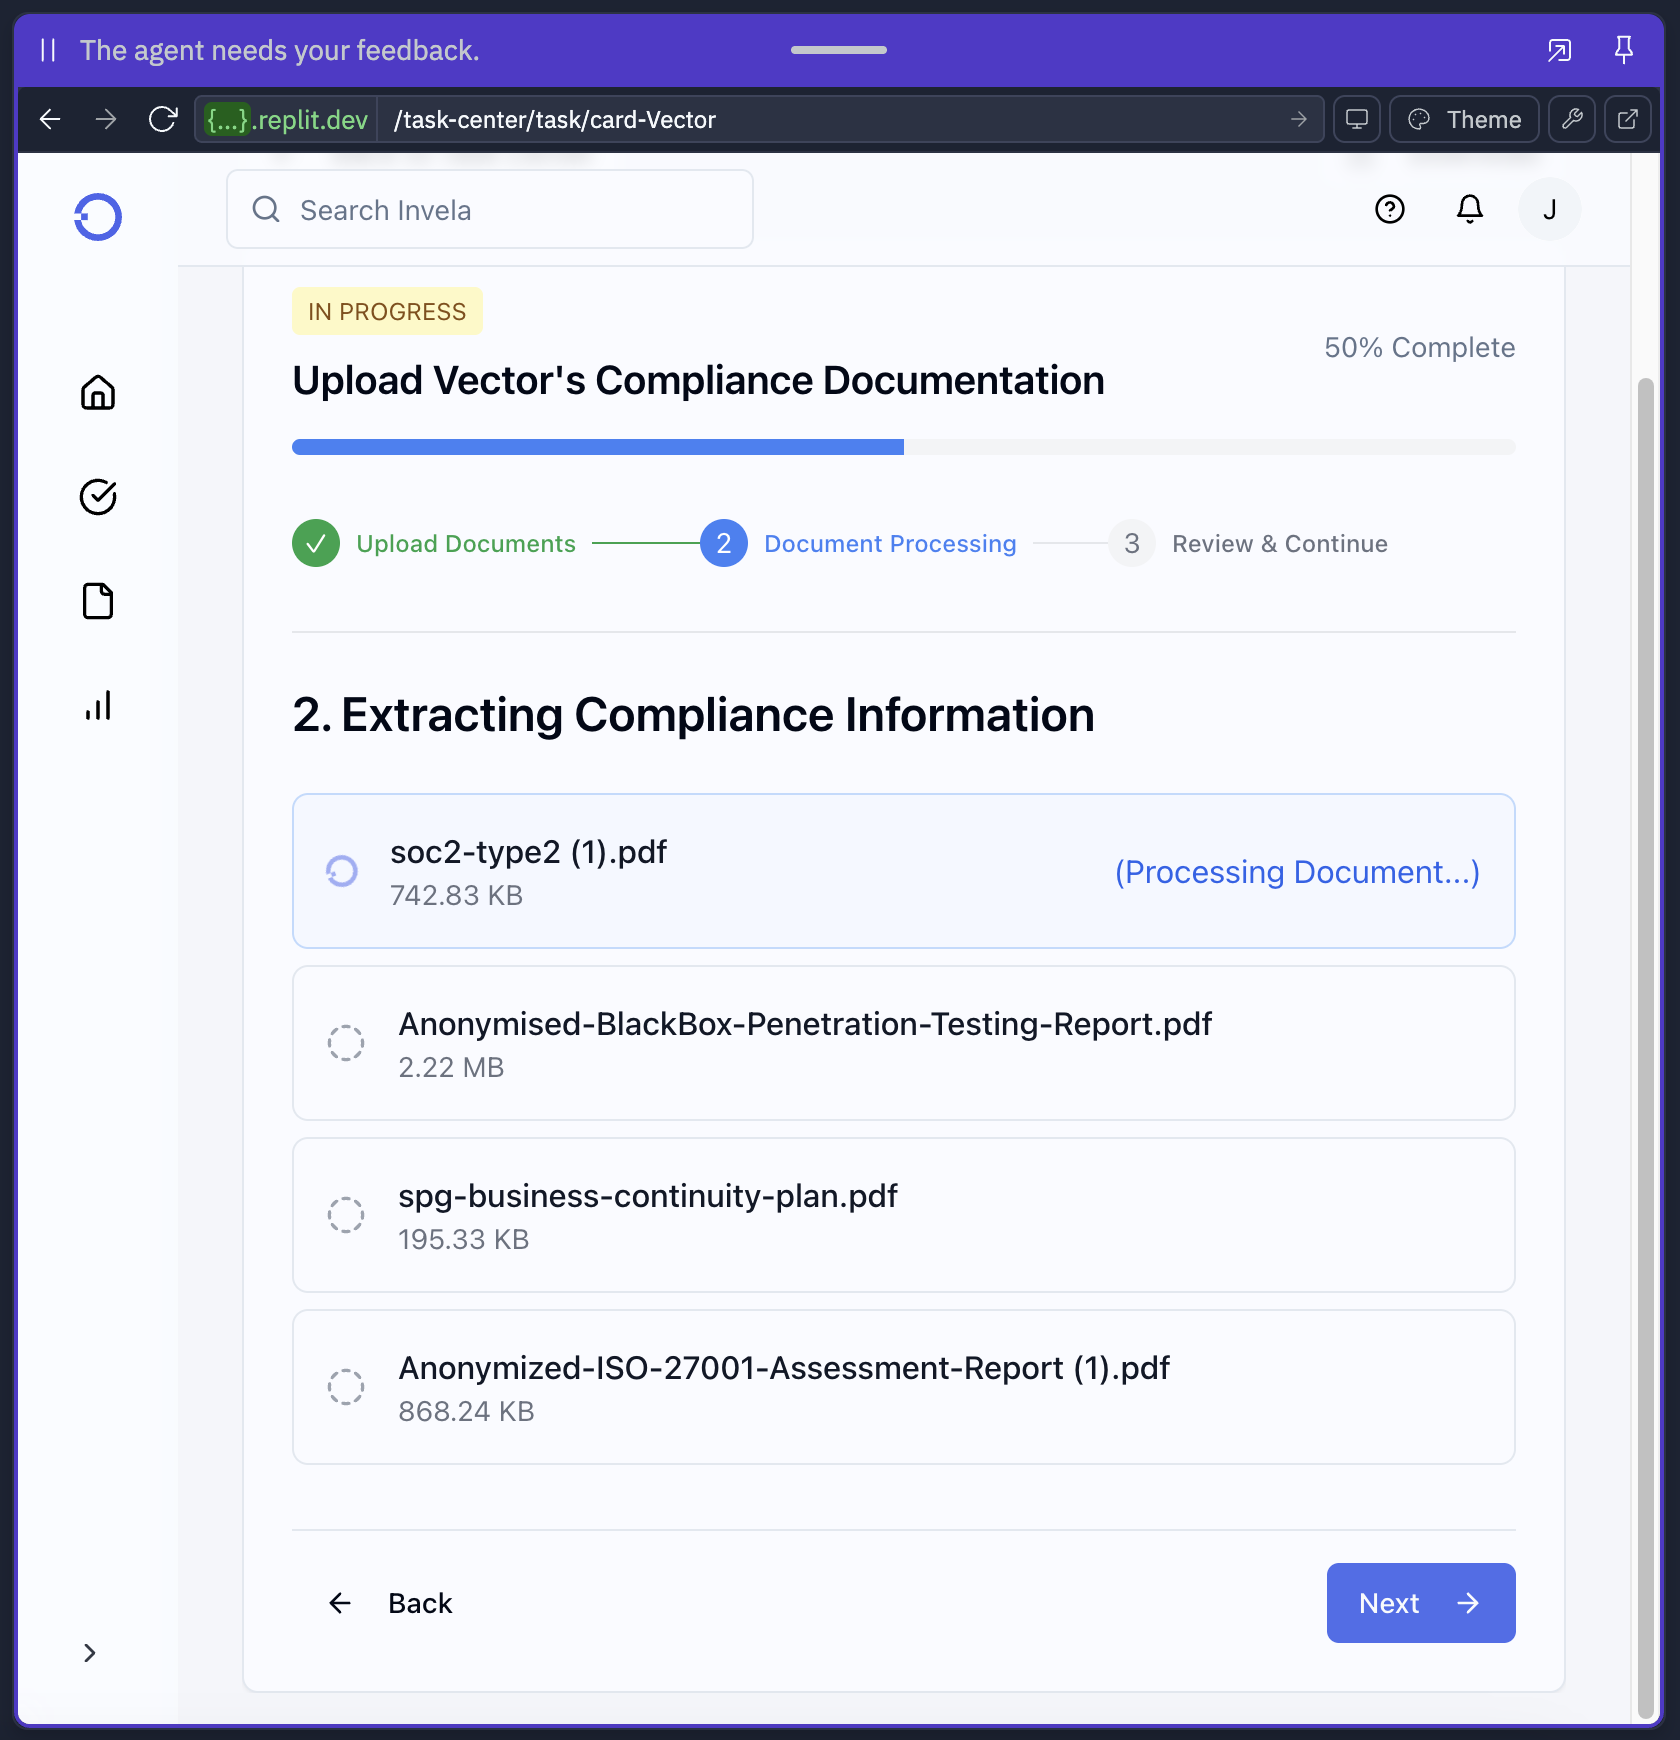 The agent needs your feedback.
{...}.replit.dev /task-center/task/card-Vector Theme
Search Invela J
IN PROGRESS
50% Complete
Upload Vector's Compliance Documentation
Upload Documents 2 Document Processing 3 Review & Continue
2. Extracting Compliance Information
soc2-type2 (1).pdf
742.83 KB
(Processing Document...)
Anonymised-BlackBox-Penetration-Testing-Report.pdf
2.22 MB
spg-business-continuity-plan.pdf
195.33 KB
Anonymized-ISO-27001-Assessment-Report (1).pdf
868.24 KB
Back Next